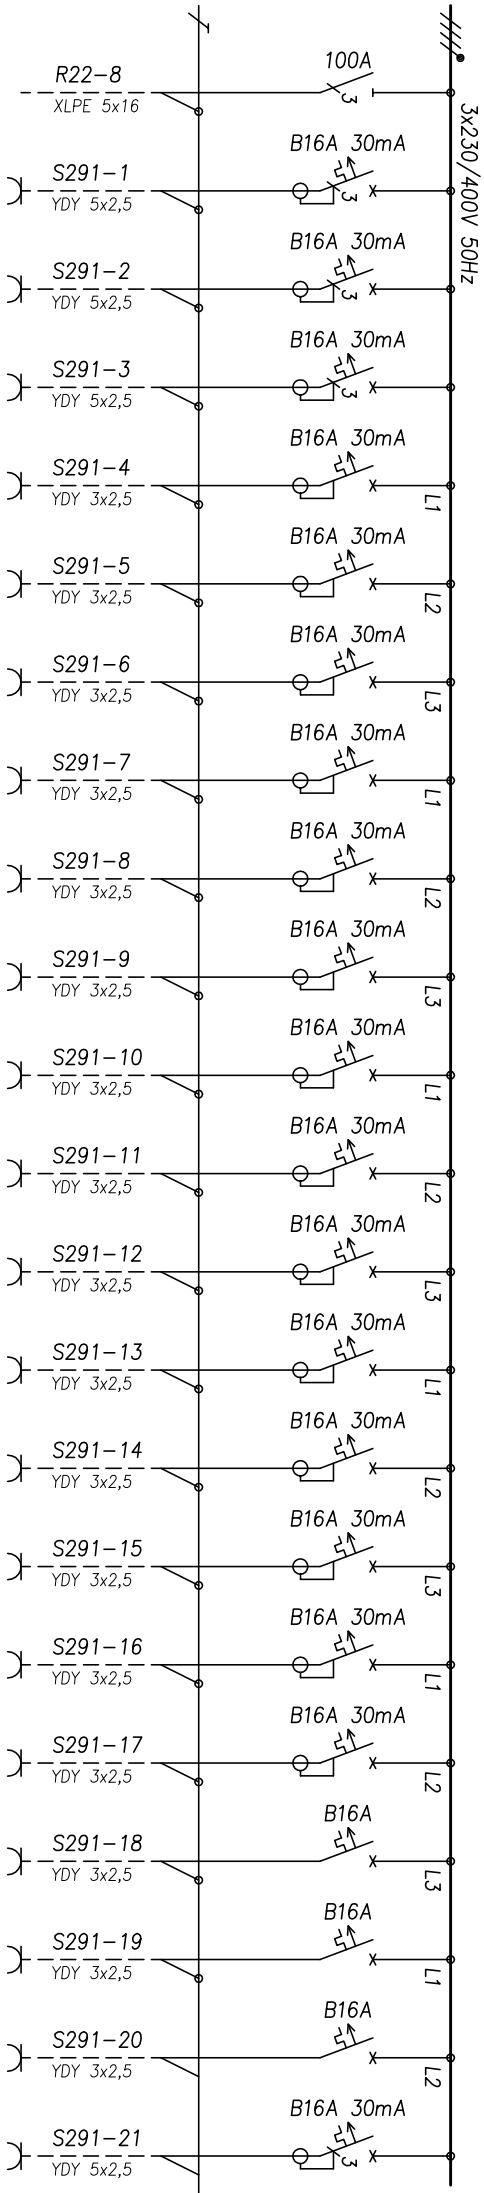 100A
R22-8
XLPE 5x16
3
3x230/400V 50Hz
B16A 30mA
S291-1
YDY 5x2,5
3
B16A 30mA
S291-2
YDY 5x2,5
3
B16A 30mA
S291-3
YDY 5x2,5
3
B16A 30mA
S291-4
YDY 3x2,5
L1
B16A 30mA
S291-5
YDY 3x2,5
L2
B16A 30mA
S291-6
YDY 3x2,5
L3
B16A 30mA
S291-7
YDY 3x2,5
L1
B16A 30mA
S291-8
YDY 3x2,5
L2
B16A 30mA
S291-9
YDY 3x2,5
L3
B16A 30mA
S291-10
YDY 3x2,5
L1
B16A 30mA
S291-11
YDY 3x2,5
L2
B16A 30mA
S291-12
YDY 3x2,5
L3
B16A 30mA
S291-13
YDY 3x2,5
L1
B16A 30mA
S291-14
YDY 3x2,5
L2
B16A 30mA
S291-15
YDY 3x2,5
L3
B16A 30mA
S291-16
YDY 3x2,5
L1
B16A 30mA
S291-17
YDY 3x2,5
L2
B16A
S291-18
YDY 3x2,5
L3
B16A
S291-19
YDY 3x2,5
L1
B16A
S291-20
YDY 3x2,5
L2
B16A 30mA
S291-21
YDY 5x2,5
3